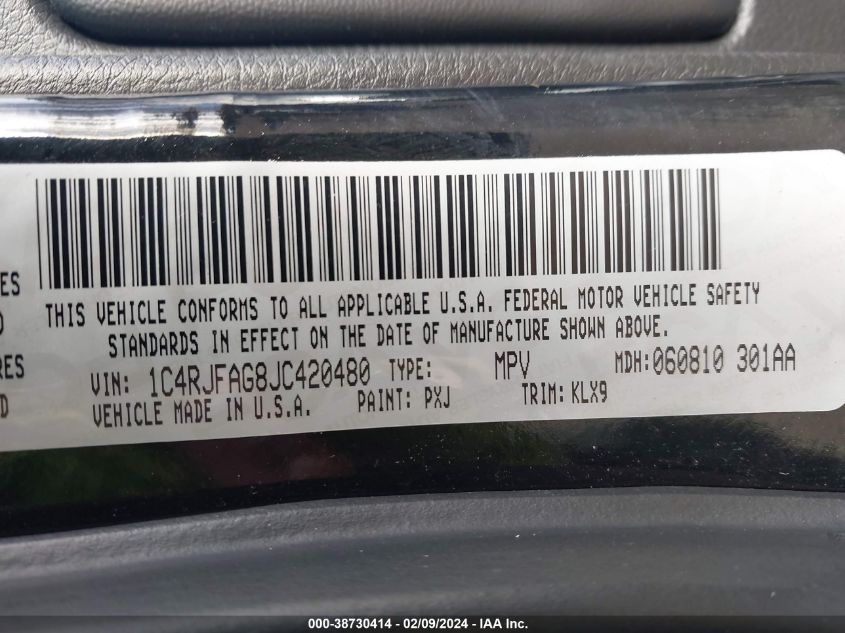 THIS VEHICLE CONFORMS TO ALL APPLICABLE U.S.A. FEDERAL MOTOR VEHICLE SAFETY
STANDARDS IN EFFECT ON THE DATE OF MANUFACTURE SHOWN ABOVE.
VIN: 1C4RJFAG8JC420480 TYPE: MPV MDH:060810 301AA
VEHICLE MADE IN U.S.A. PAINT: PXJ TRIM:KLX9
000-38730414 - 02/09/2024 - IAA Inc.